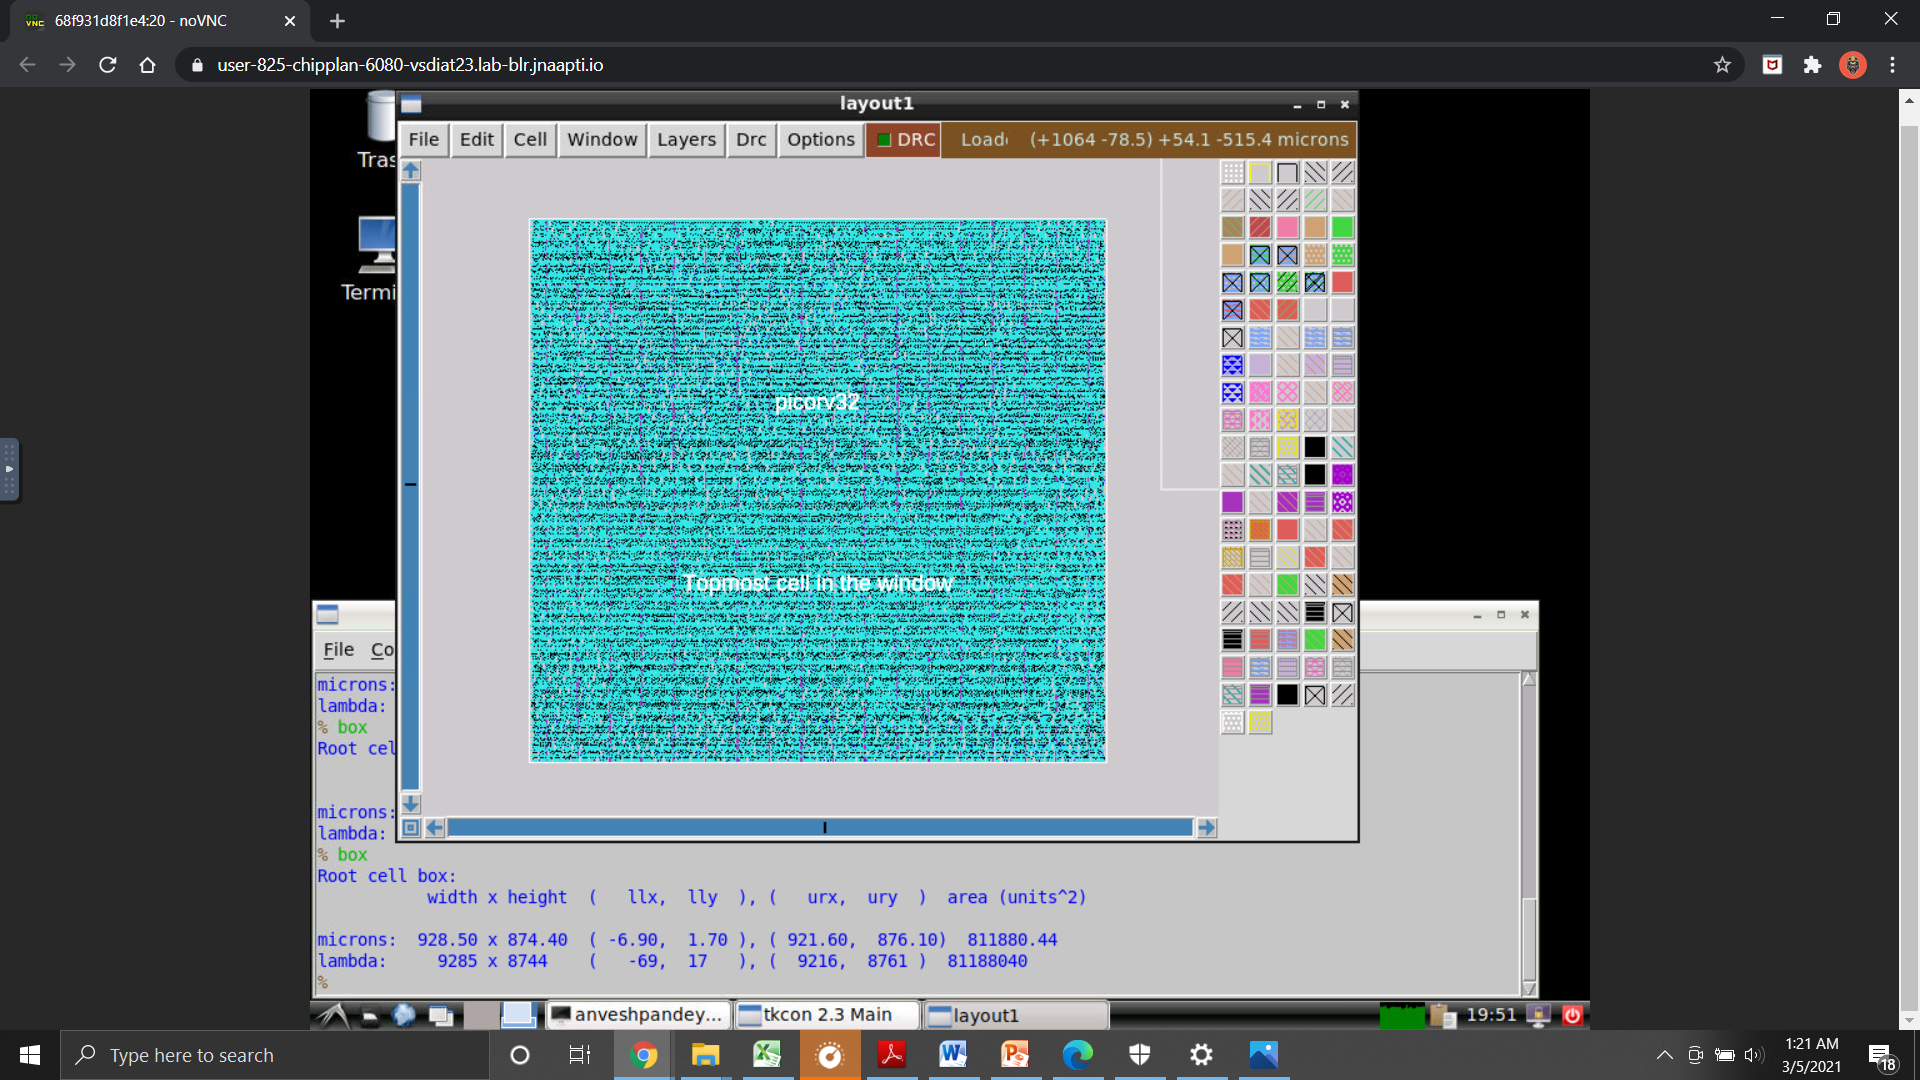 68f931d8f1e4:20 - noVNC
user-825-chipplan-6080-vsdiat23.lab-blr.jnaapti.io
layout1
File Edit Cell Window Layers Drc Options DRC (+1064 -78.5) +54.1 -515.4 microns
picorv32
Topmost cell in the window
File Co
microns:
lambda:
% box
Root cel
microns:
lambda:
% box
Root cell box:
width x height ( llx, lly ), ( urx, ury ) area (units^2)
microns: 928.50 x 874.40 ( -6.90, 1.70 ), ( 921.60, 876.10) 811880.44
lambda: 9285 x 8744 ( -69, 17 ), ( 9216, 8761 ) 81188040
%
anveshpandey... tkcon 2.3 Main layout1 19:51
Type here to search
1:21 AM
3/5/2021
18